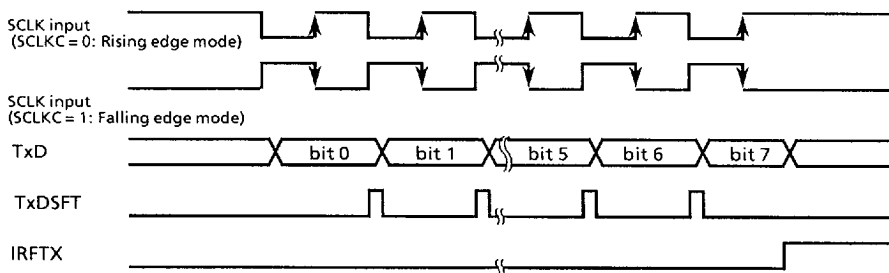 SCLK input
(SCLKC = 0: Rising edge mode)
SCLK input
(SCLKC = 1: Falling edge mode)
TxD
bit 0 bit 1 bit 5 bit 6 bit 7
TxDSFT
IRFTX